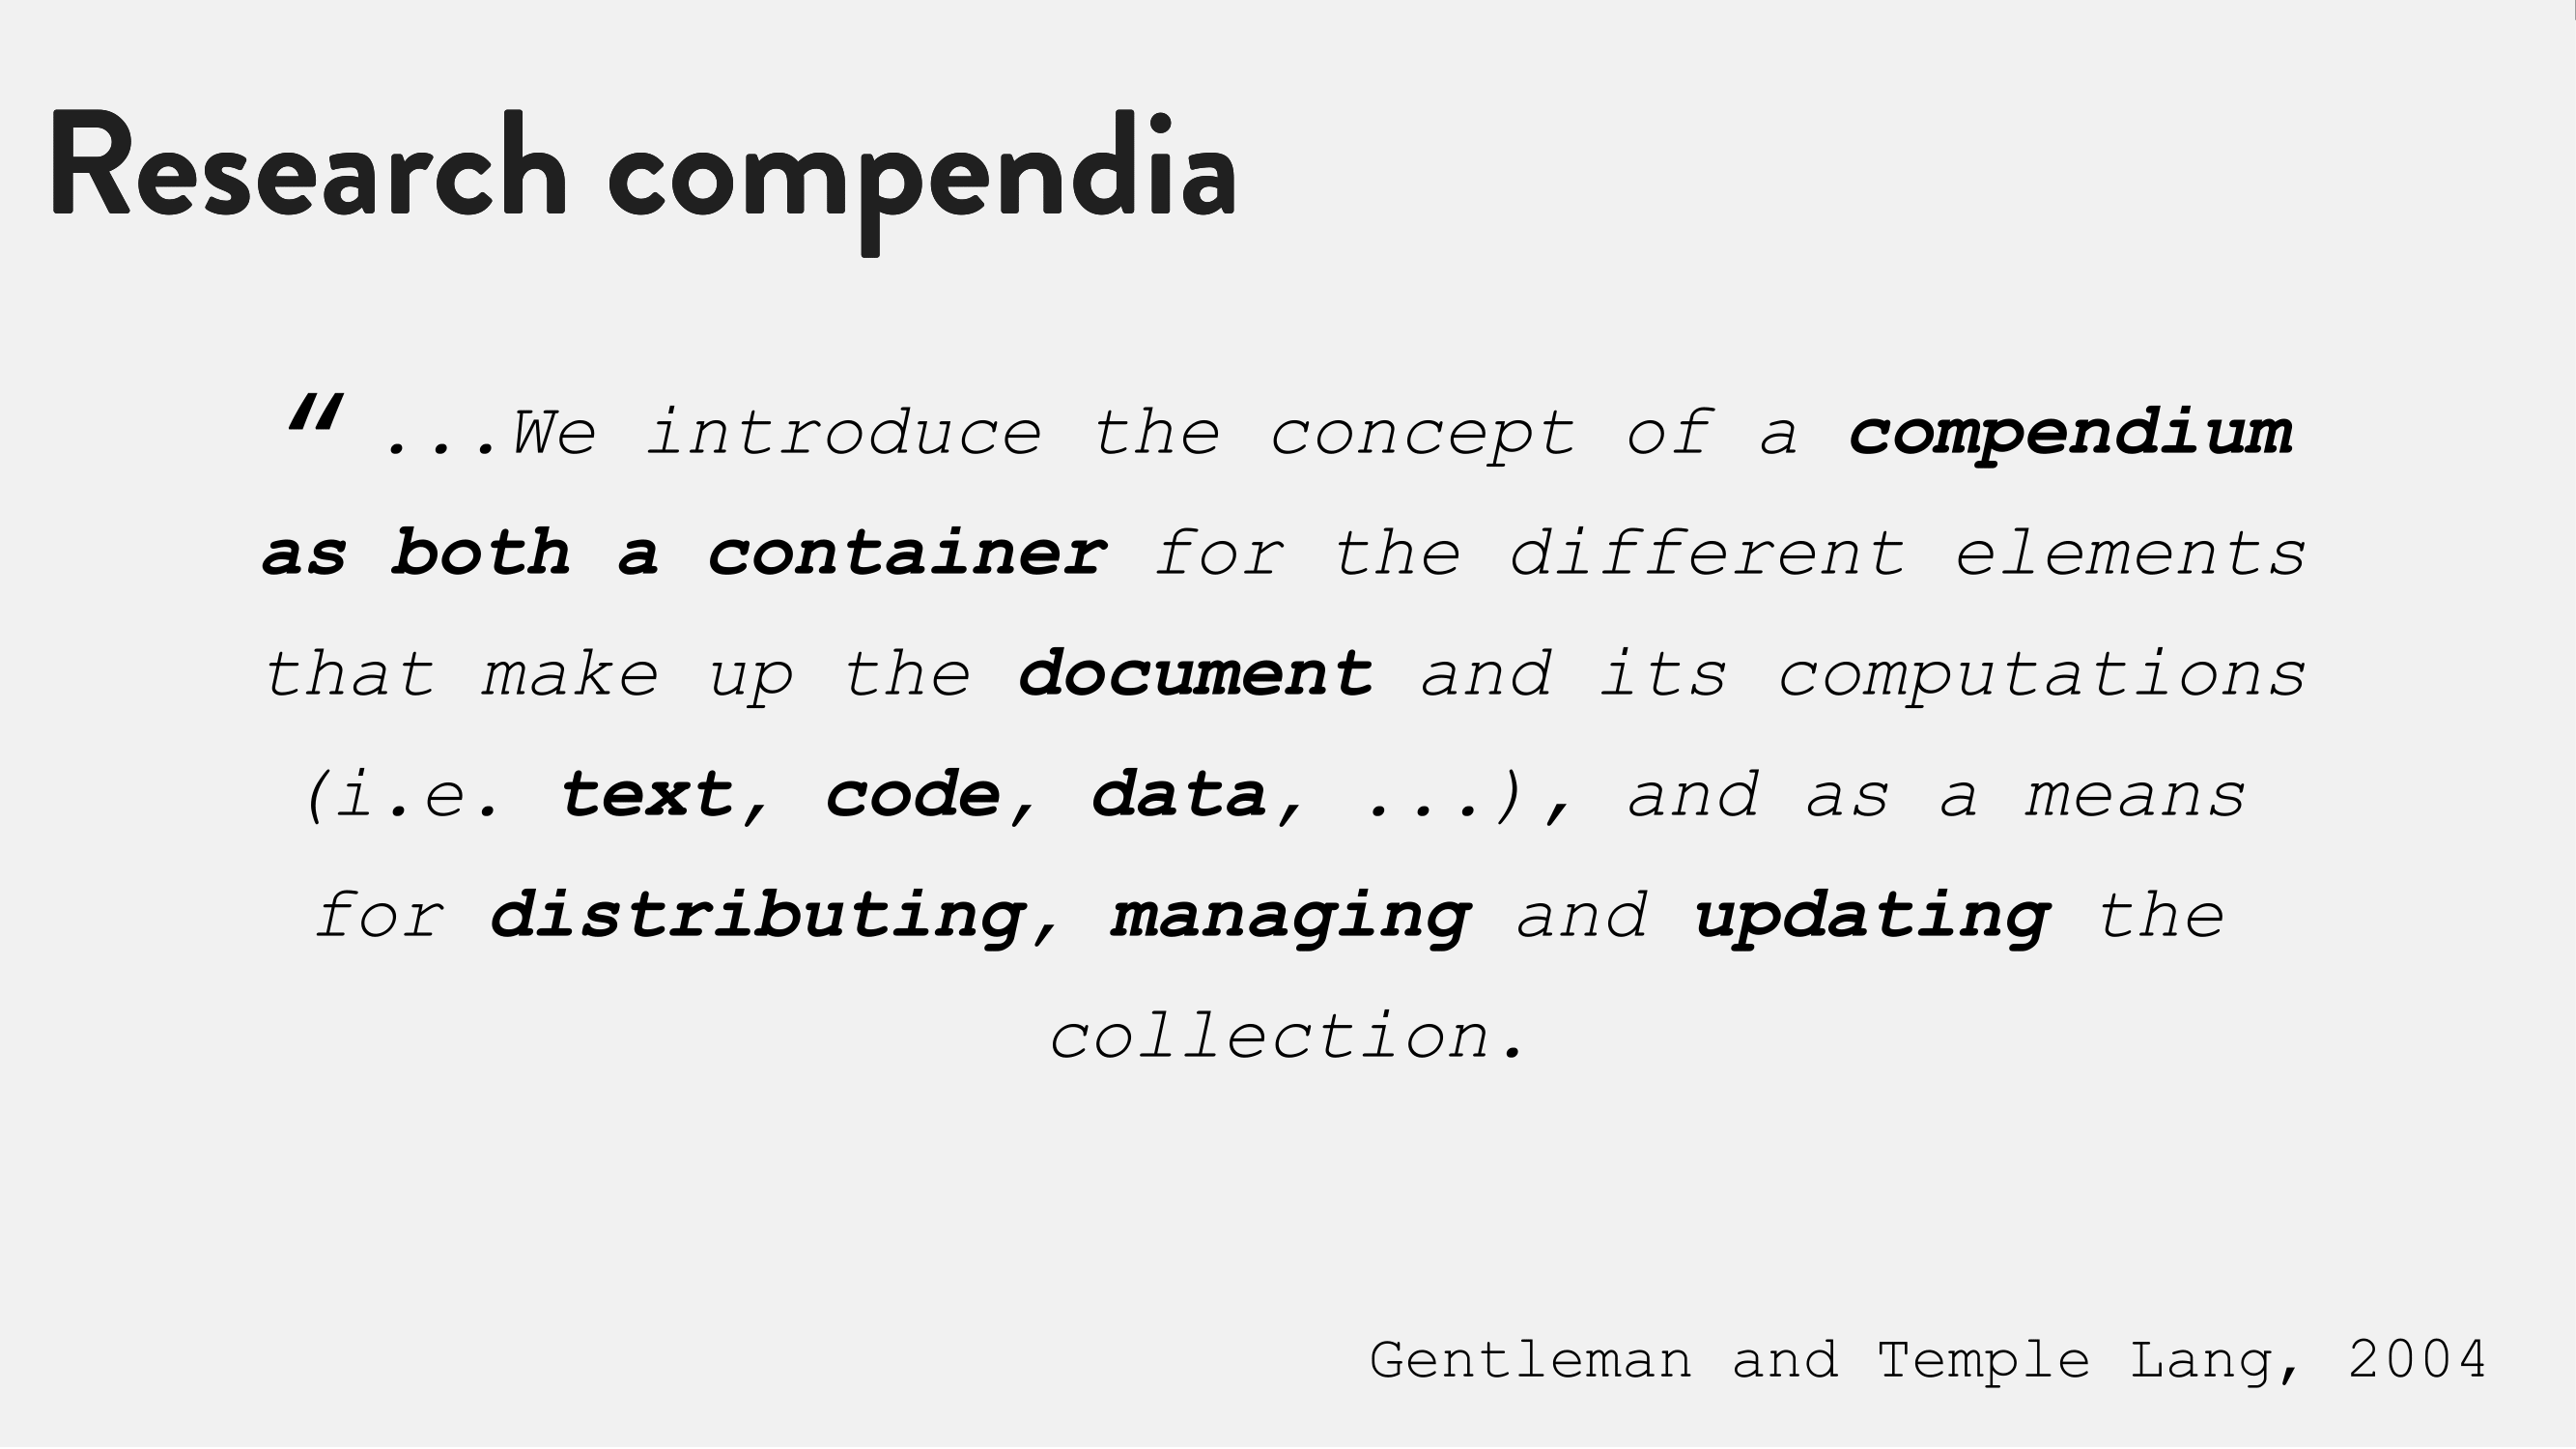 Research compendia
“ ...We introduce the concept of a compendium
as both a container for the different elements
that make up the document and its computations
(i.e. text, code, data, ...), and as a means
for distributing, managing and updating the
collection.
Gentleman and Temple Lang, 2004